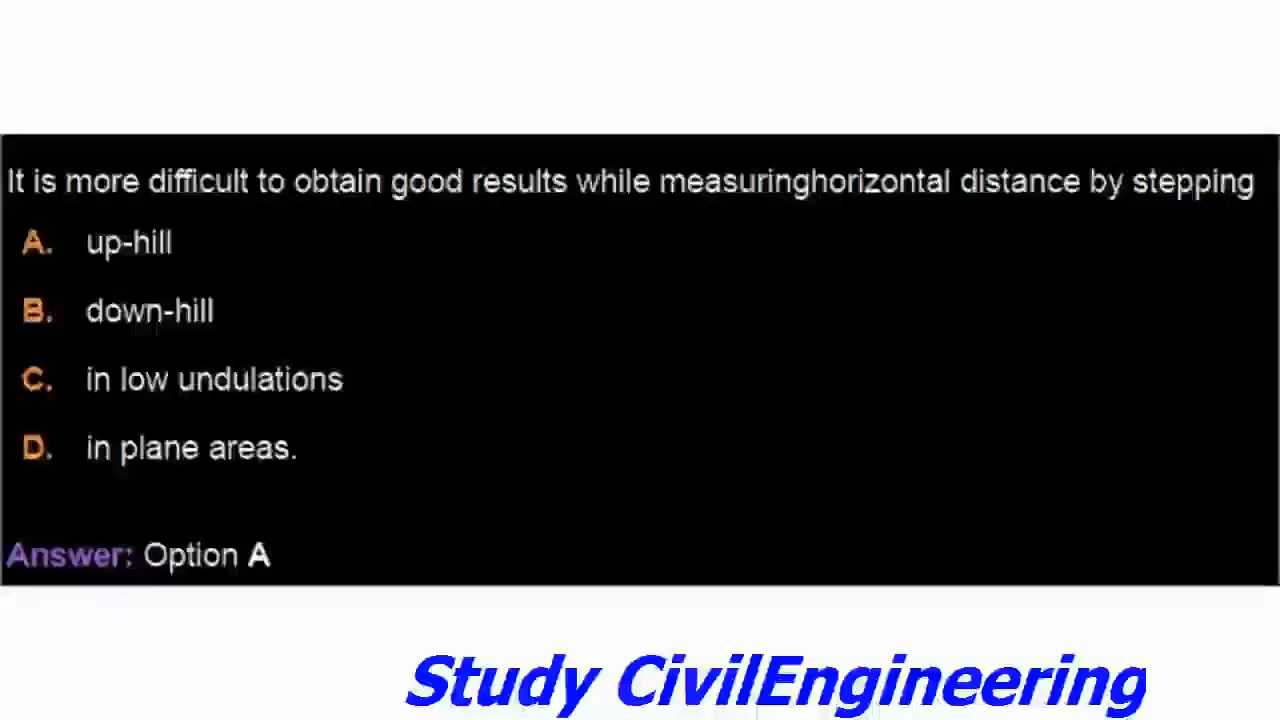 It is more difficult to obtain good results while measuringhorizontal distance by stepping
A. up-hill
B. down-hill
C. in low undulations
D. in plane areas.
Answer: Option A
Study CivilEngineering